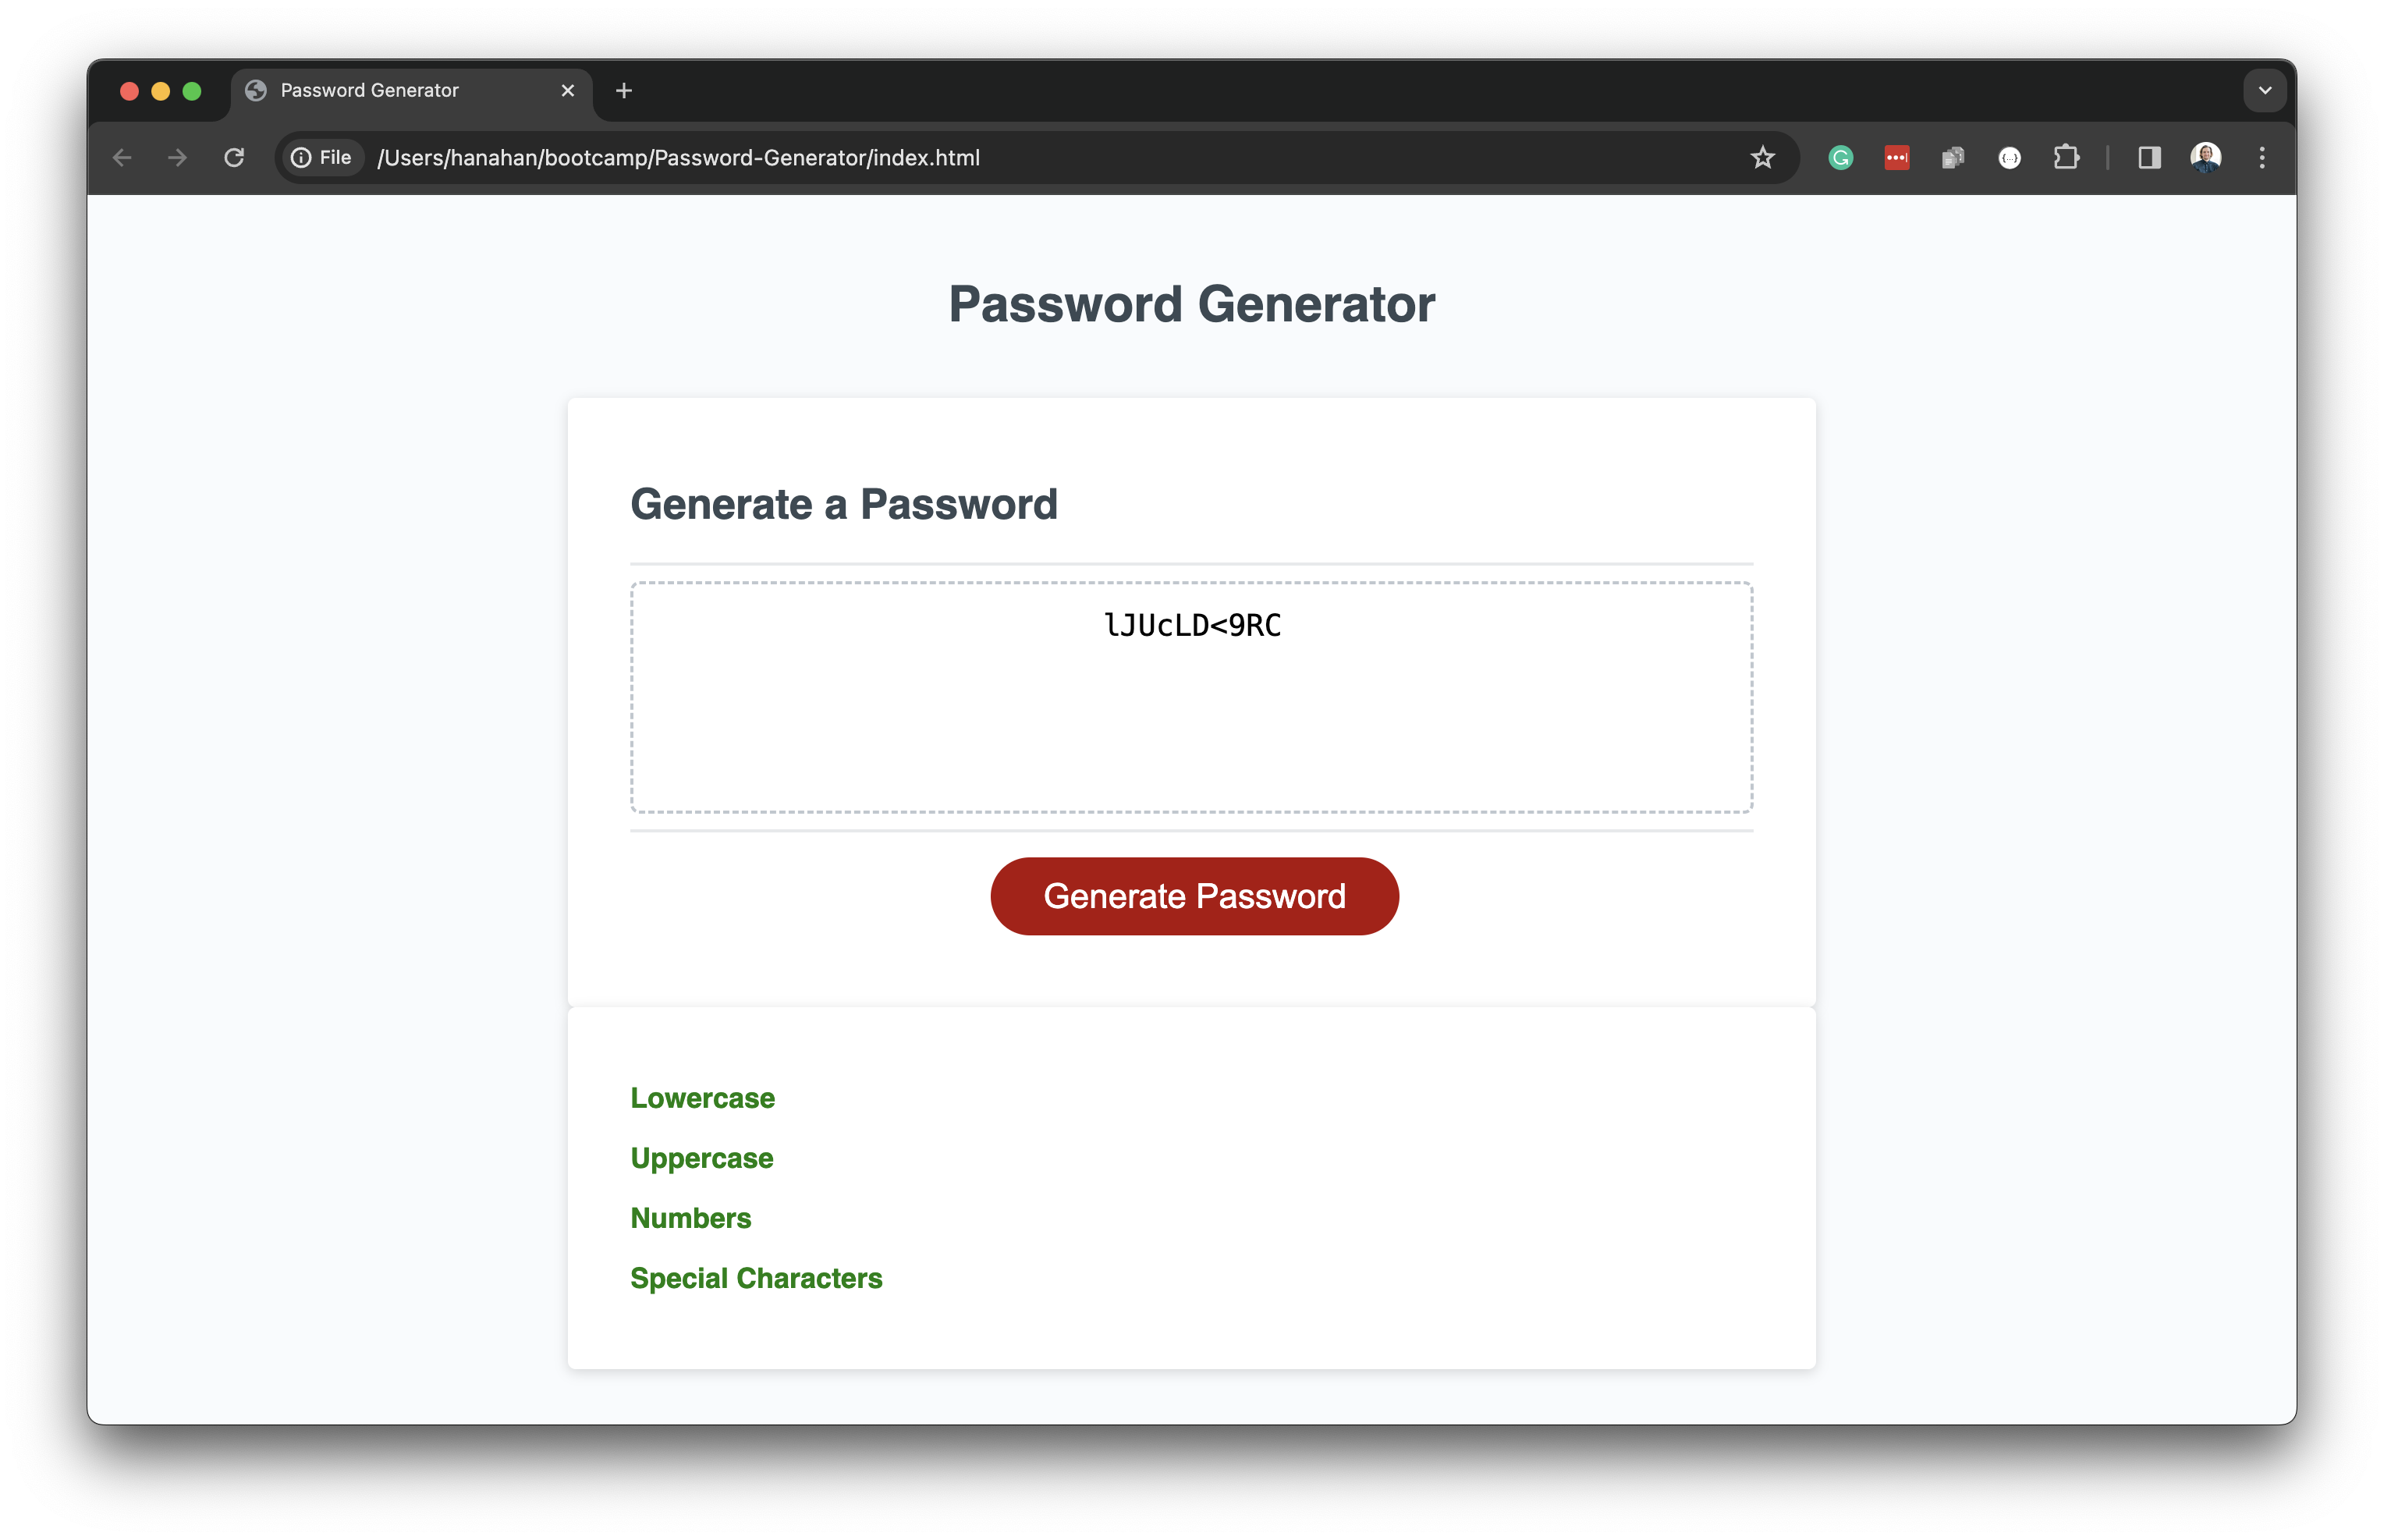 Password Generator
File /Users/hanahan/bootcamp/Password-Generator/index.html
Password Generator
Generate a Password
lJUcLD<9RC
Generate Password
Lowercase
Uppercase
Numbers
Special Characters